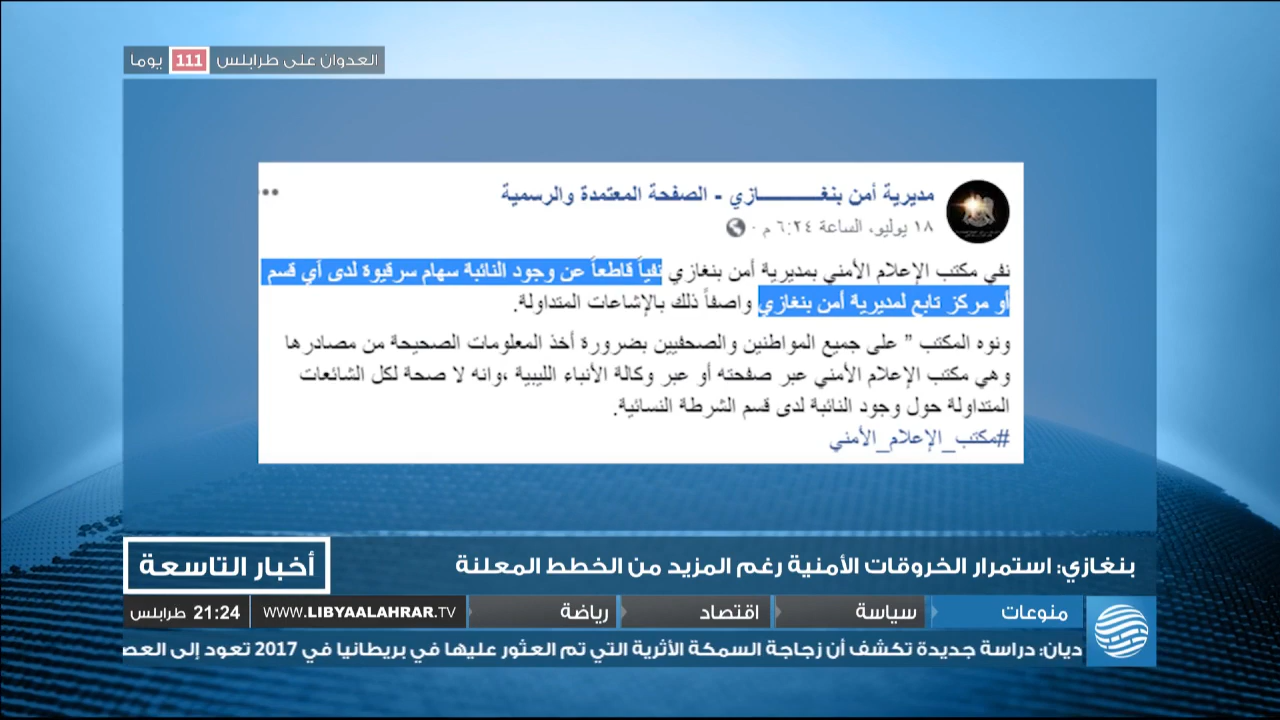 العدوان على طرابلس 111 يوما
مديرية أمن بنغـــــــــازي - الصفحة المعتمدة والرسمية
١٨ يوليو، الساعة ٦:٢٤ م ·
نفي مكتب الإعلام الأمني بمديرية أمن بنغازي نفياً قاطعاً عن وجود النائبة سهام سرقيوة لدى أي قسم
أو مركز تابع لمديرية أمن بنغازي واصفاً ذلك بالإشاعات المتداولة.
ونوه المكتب " على جميع المواطنين والصحفيين بضرورة أخذ المعلومات الصحيحة من مصادرها
وهي مكتب الإعلام الأمني عبر صفحته أو عبر وكالة الأنباء الليبية ،وانه لا صحة لكل الشائعات
المتداولة حول وجود النائبة لدى قسم الشرطة النسائية.
#مكتب_الإعلام_الأمني
بنغازي: استمرار الخروقات الأمنية رغم المزيد من الخطط المعلنة
أخبار التاسعة
منوعات سياسة اقتصاد رياضة WWW.LIBYAALAHRAR.TV 21:24 طرابلس
ديان: دراسة جديدة تكشف أن زجاجة السمكة الأثرية التي تم العثور عليها في بريطانيا في 2017 تعود إلى العص